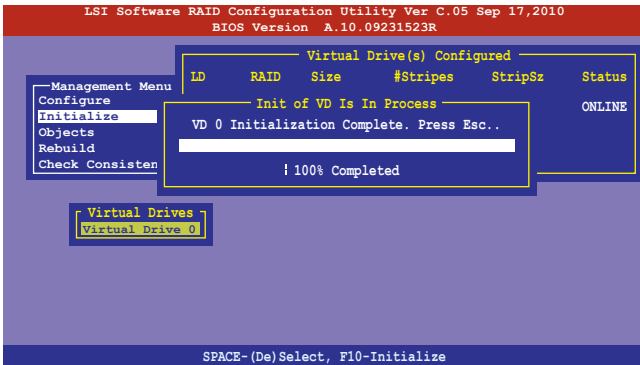 LSI Software RAID Configuration Utility Ver C.05 Sep 17,2010
BIOS Version A.10.09231523R
Virtual Drive(s) Configured
LD RAID Size #Stripes StripSz Status
ONLINE
Management Menu
Configure
Initialize
Objects
Rebuild
Check Consisten
Init of VD Is In Process
VD 0 Initialization Complete. Press Esc..
100% Completed
Virtual Drives
Virtual Drive 0
SPACE-(De)Select, F10-Initialize